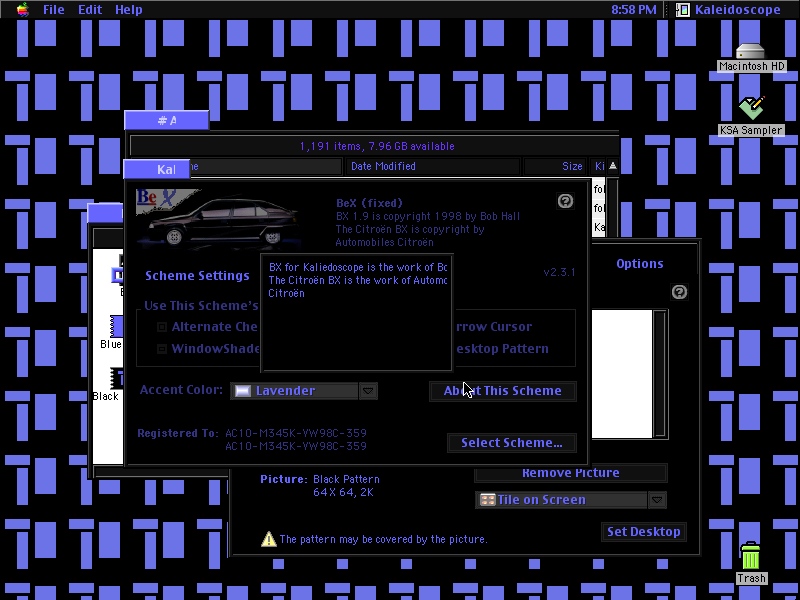 File Edit Help
8:58 PM
Kaleidoscope
Macintosh HD
KSA Sampler
# A
1,191 items, 7.96 GB available
me
Date Modified
Size
Ki
Kal
fol
fol
Ka
Be X
BeX (fixed)
BX 1.9 is copyright 1998 by Bob Hall
The Citroën BX is copyright by
Automobiles Citroën
Options
Scheme Settings
v2.3.1
BX for Kaliedoscope is the work of Bo
The Citroën BX is the work of Automo
Citroën
Use This Scheme's
Alternate Che
rrow Cursor
WindowShade
esktop Pattern
Blue
Black
Accent Color:
Lavender
About This Scheme
Registered To: AC10-M345K-YW98C-359
AC10-M345K-YW98C-359
Select Scheme...
Picture: Black Pattern
64 X 64, 2K
Remove Picture
Tile on Screen
The pattern may be covered by the picture.
Set Desktop
Trash